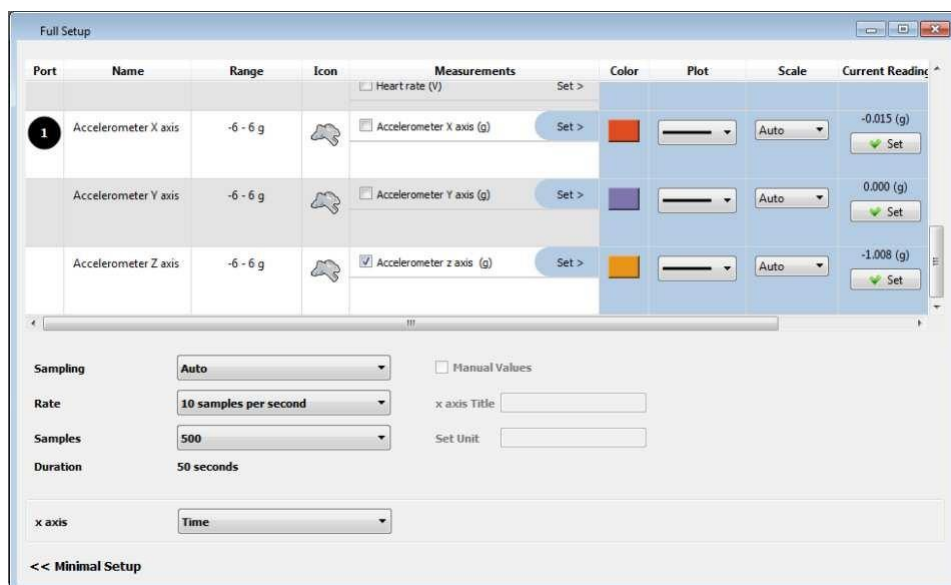 Full Setup
Port Name Range Icon Measurements Color Plot Scale Current Reading
Heart rate (V) Set >
1 Accelerometer X axis -6 - 6 g Accelerometer X axis (g) Set > Auto -0.015 (g)
Set
Accelerometer Y axis -6 - 6 g Accelerometer Y axis (g) Set > Auto 0.000 (g)
Set
Accelerometer Z axis -6 - 6 g Accelerometer z axis (g) Set > Auto -1.008 (g)
Set
Sampling Auto Manual Values
Rate 10 samples per second x axis Title
Samples 500 Set Unit
Duration 50 seconds
x axis Time
<< Minimal Setup